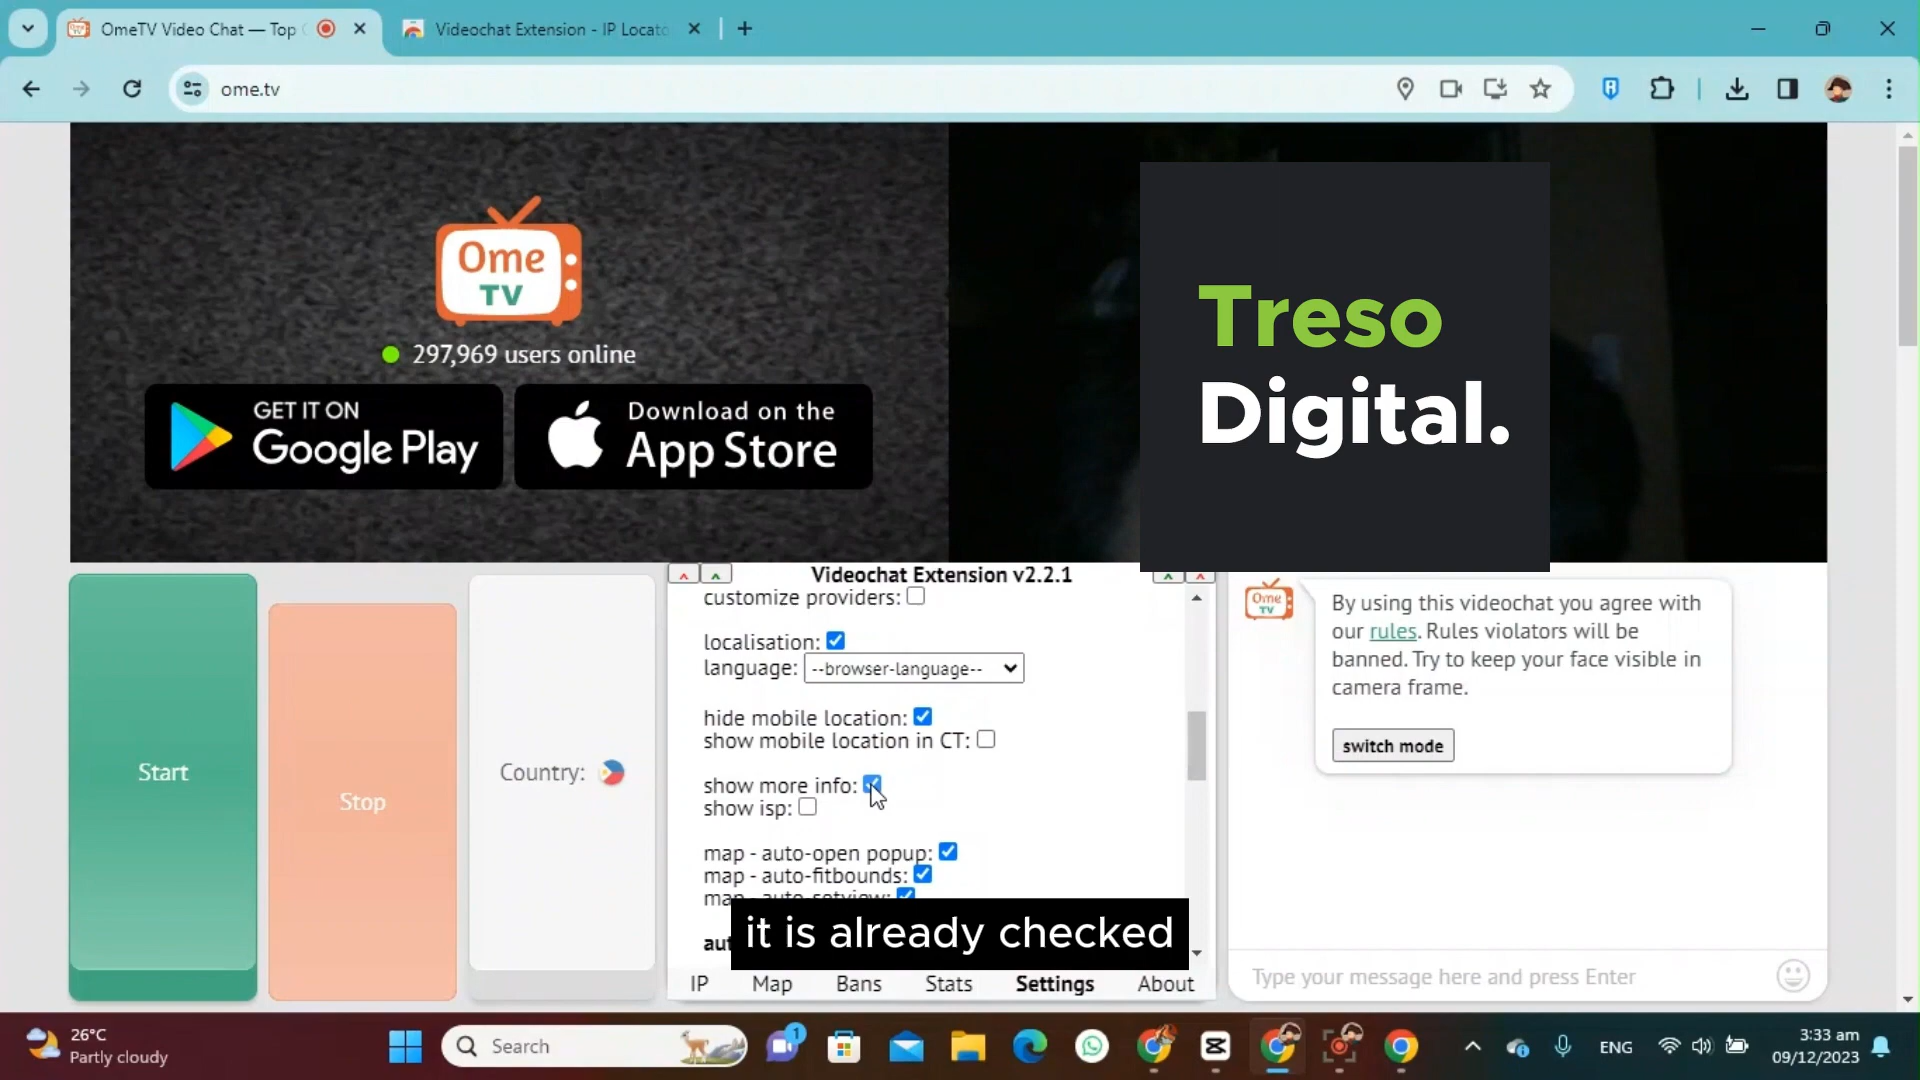 OmeTV Video Chat — Top
Videochat Extension - IP Locato
ome.tv
Ome
TV
297,969 users online
GET IT ON
Google Play
Download on the
App Store
Treso
Digital.
Start
Stop
Country:
Videochat Extension v2.2.1
customize providers:
localisation:
language: --browser-language--
hide mobile location:
show mobile location in CT:
show more info:
show isp:
map - auto-open popup:
map - auto-fitbounds:
map - auto-setview:
it is already checked
IP Map Bans Stats Settings About
Ome
TV
By using this videochat you agree with
our rules. Rules violators will be
banned. Try to keep your face visible in
camera frame.
switch mode
Type your message here and press Enter
26°C
Partly cloudy
Search
1
ENG
3:33 am
09/12/2023